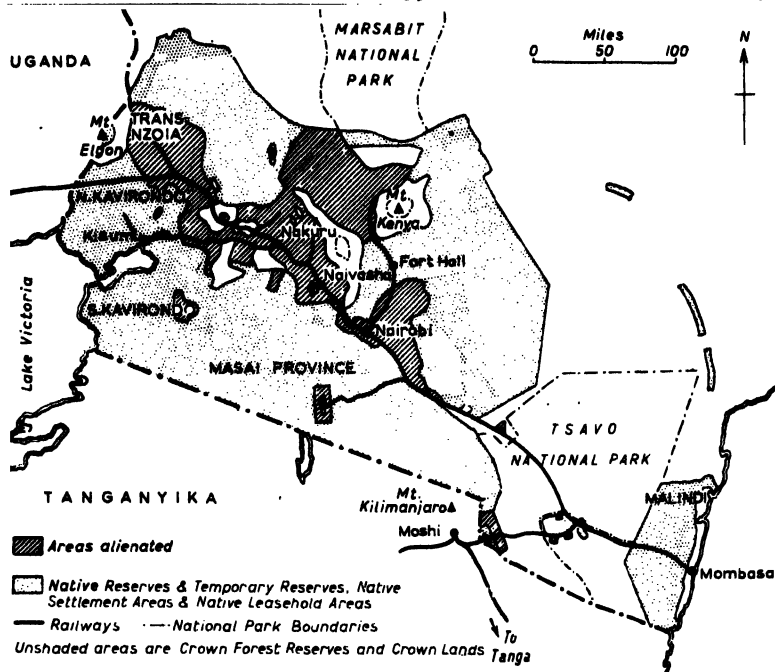 MARSABIT
NATIONAL
PARK
Miles
0 50 100
N
UGANDA
Mt.
Elgon
TRANS
NZOIA
N.KAVIRONDO
Kisumu
Mt.
Kenya
Nakuru
Naivasha
Fort Hall
S.KAVIRONDO
Nairobi
Lake Victoria
MASAI PROVINCE
TSAVO
NATIONAL PARK
TANGANYIKA
Mt.
Kilimanjaro
Moshi
MALINDI
Mombasa
Areas alienated
Native Reserves & Temporary Reserves, Native
Settlement Areas & Native Leasehold Areas
Railways National Park Boundaries
Unshaded areas are Crown Forest Reserves and Crown Lands
To
Tanga